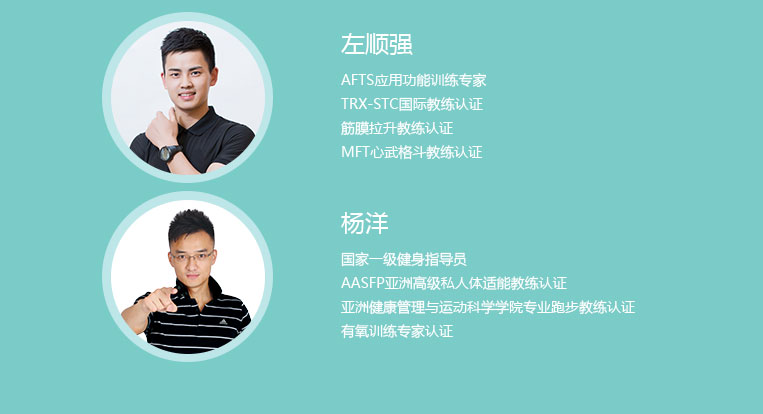 左顺强
AFTS应用功能训练专家
TRX-STC国际教练认证
筋膜拉升教练认证
MFT心武格斗教练认证
杨洋
国家一级健身指导员
AASFP亚洲高级私人体适能教练认证
亚洲健康管理与运动科学学院专业跑步教练认证
有氧训练专家认证